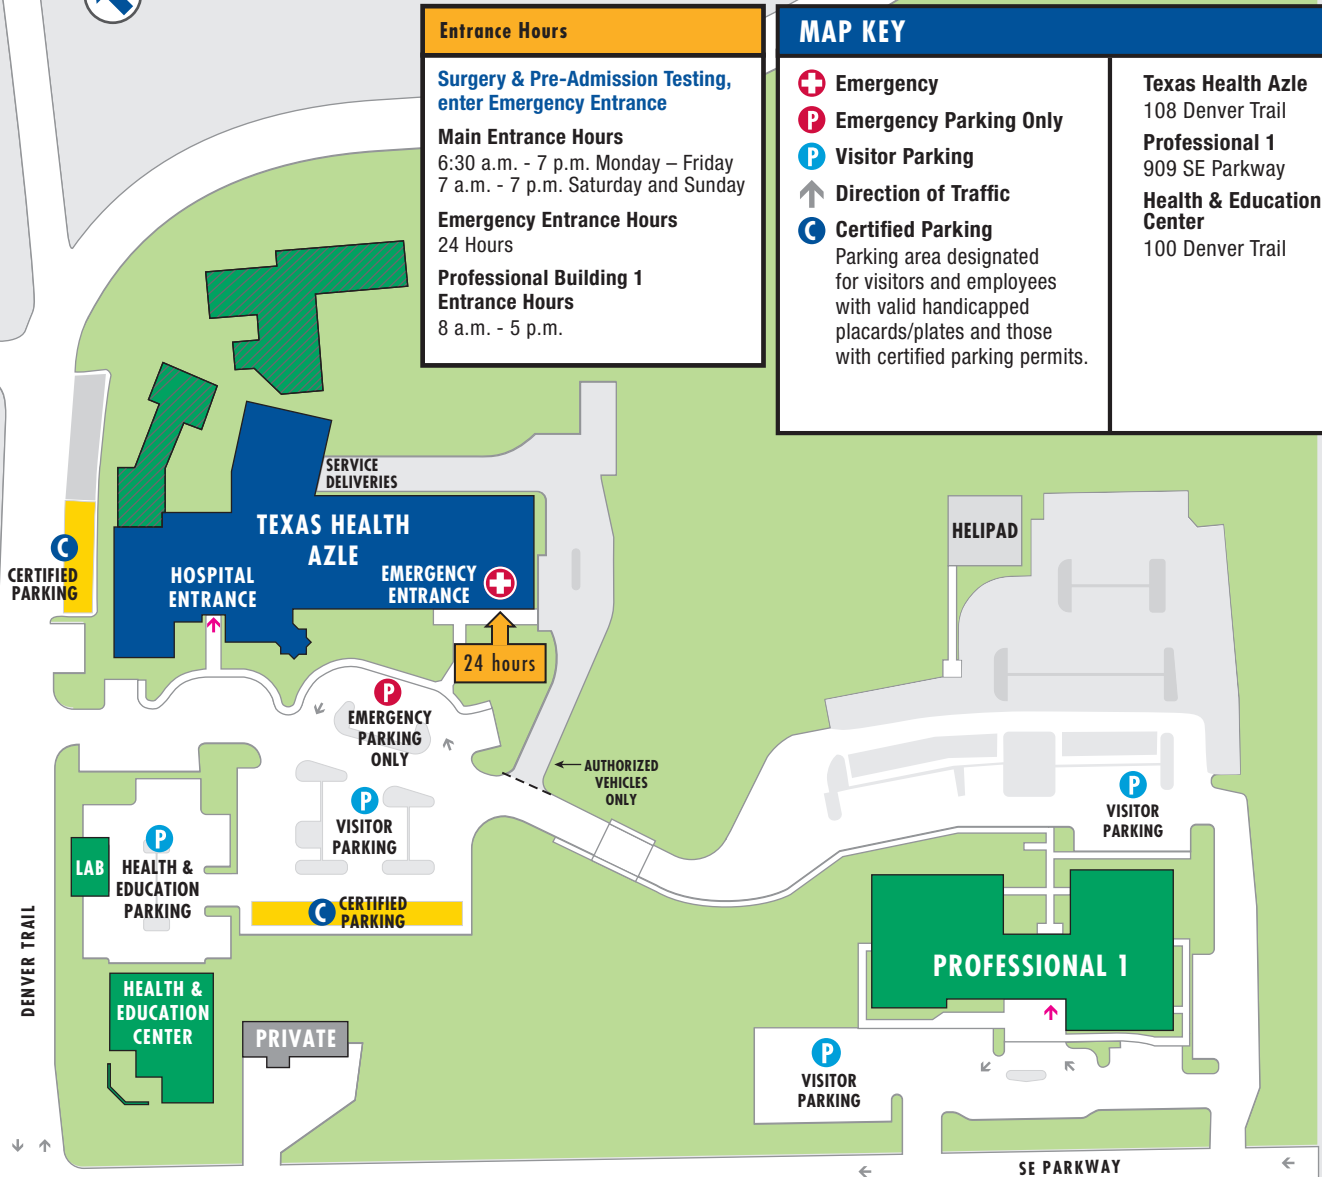 Entrance Hours
Surgery & Pre-Admission Testing,
enter Emergency Entrance
Main Entrance Hours
6:30 a.m. - 7 p.m. Monday – Friday
7 a.m. - 7 p.m. Saturday and Sunday
Emergency Entrance Hours
24 Hours
Professional Building 1
Entrance Hours
8 a.m. - 5 p.m.
MAP KEY
Emergency
P Emergency Parking Only
P Visitor Parking
Direction of Traffic
C Certified Parking
Parking area designated
for visitors and employees
with valid handicapped
placards/plates and those
with certified parking permits.
Texas Health Azle
108 Denver Trail
Professional 1
909 SE Parkway
Health & Education
Center
100 Denver Trail
SERVICE
DELIVERIES
TEXAS HEALTH
AZLE
HOSPITAL
ENTRANCE
EMERGENCY
ENTRANCE
24 hours
C
CERTIFIED
PARKING
HELIPAD
P
EMERGENCY
PARKING
ONLY
AUTHORIZED
VEHICLES
ONLY
P
VISITOR
PARKING
P
VISITOR
PARKING
P
HEALTH &
EDUCATION
PARKING
LAB
C CERTIFIED
PARKING
DENVER TRAIL
HEALTH &
EDUCATION
CENTER
PRIVATE
PROFESSIONAL 1
P
VISITOR
PARKING
SE PARKWAY